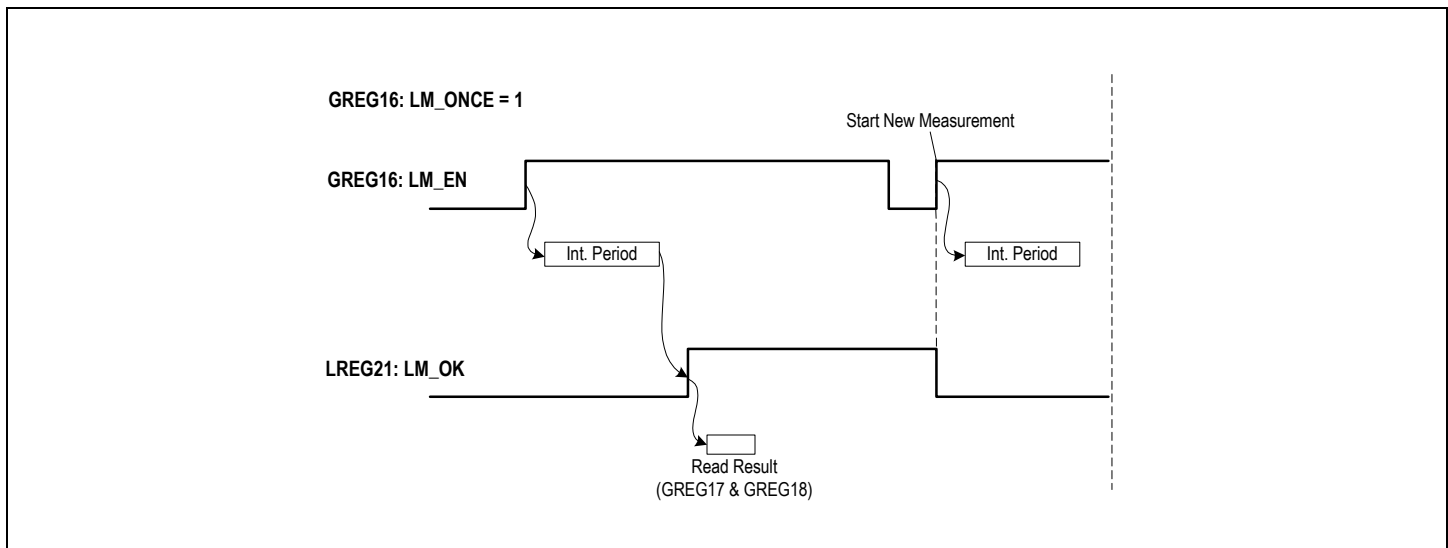 GREG16: LM_ONCE = 1
Start New Measurement
GREG16: LM_EN
Int. Period
Int. Period
LREG21: LM_OK
Read Result
(GREG17 & GREG18)